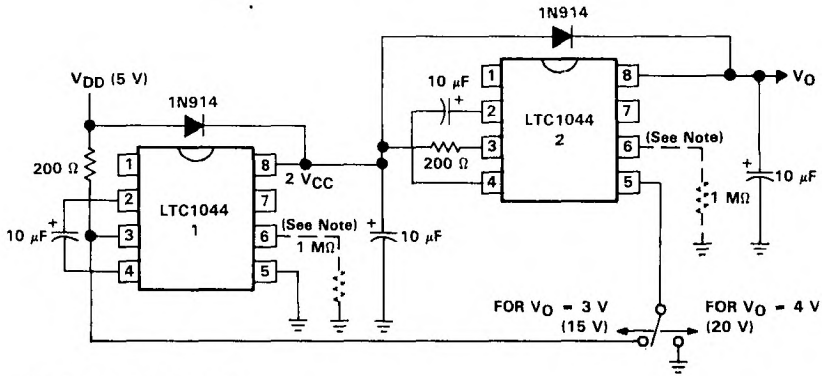 1N914
VDD (5 V)
1N914
200 Ω
1
2
3
4
LTC1044
1
8
7
6
5
2 VCC
(See Note)
1 MΩ
10 µF
+
10 µF
+
10 µF
+
1
2
3
4
200 Ω
LTC1044
2
8
7
6
5
VO
(See Note)
1 MΩ
+
10 µF
FOR VO = 3 V
(15 V)
FOR VO = 4 V
(20 V)